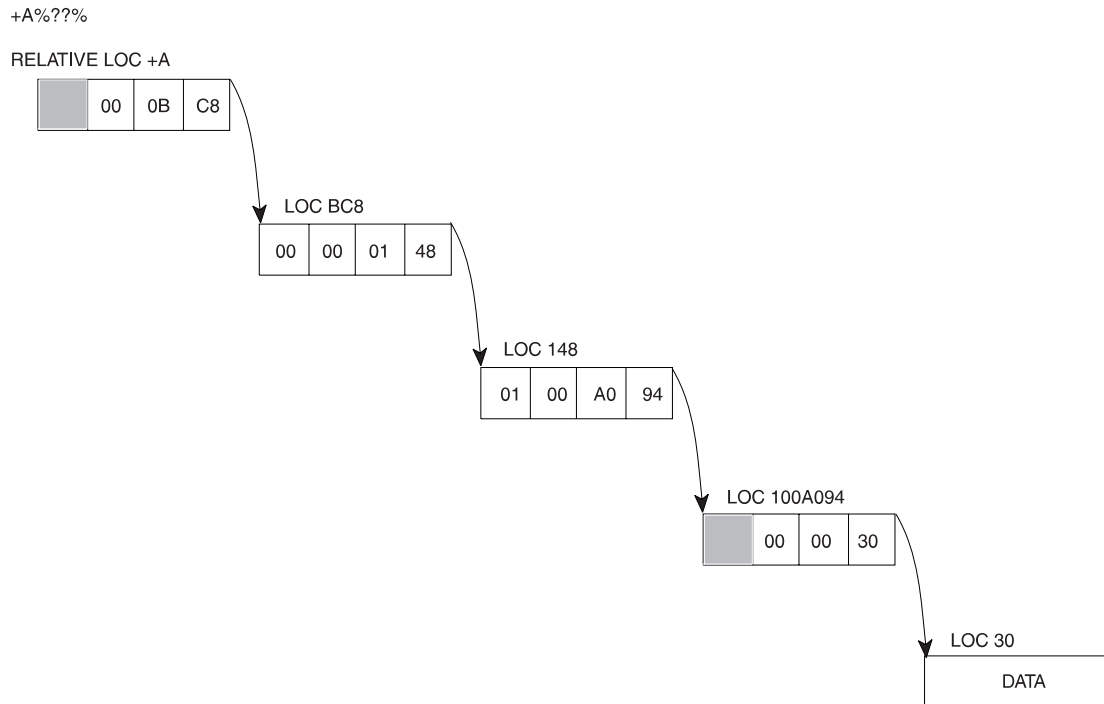 +A%??%
RELATIVE LOC +A
00 0B C8
LOC BC8
00 00 01 48
LOC 148
01 00 A0 94
LOC 100A094
00 00 30
LOC 30
DATA